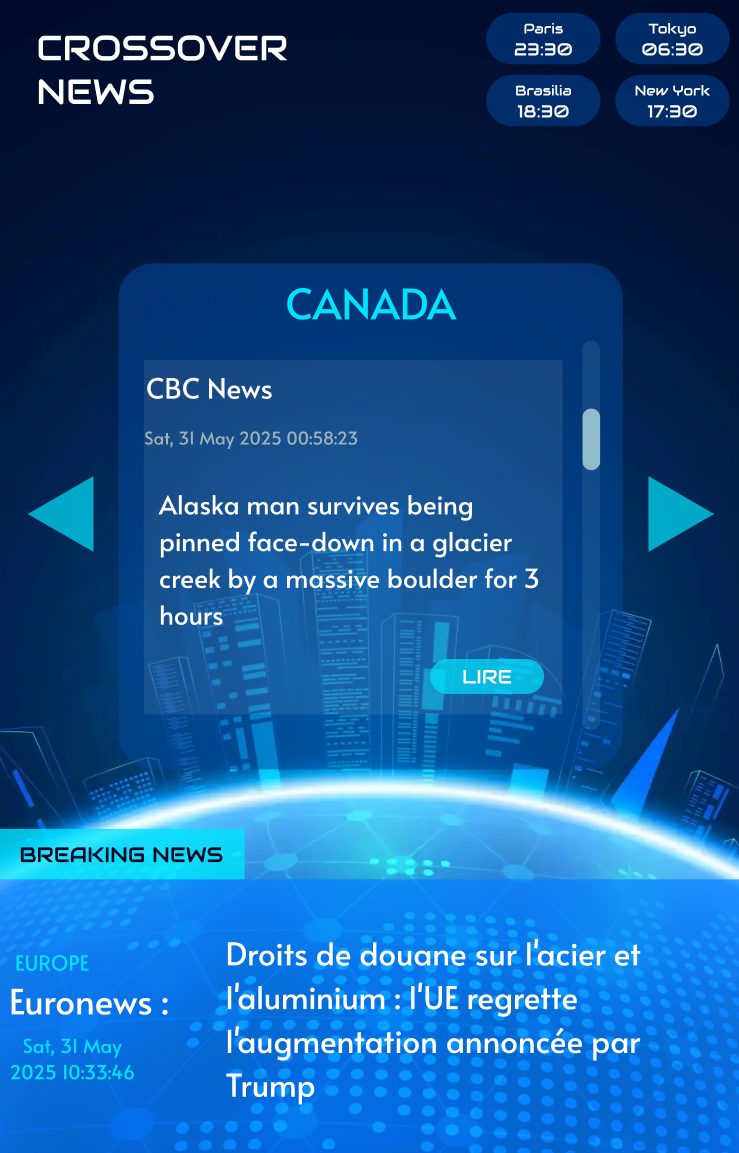 CROSSOVER
NEWS
Paris
23:30
Tokyo
06:30
Brasilia
18:30
New York
17:30
CANADA
CBC News
Sat, 31 May 2025 00:58:23
Alaska man survives being
pinned face-down in a glacier
creek by a massive boulder for 3
hours
LIRE
BREAKING NEWS
EUROPE
Euronews :
Sat, 31 May
2025 10:33:46
Droits de douane sur l'acier et
l'aluminium : l'UE regrette
l'augmentation annoncée par
Trump